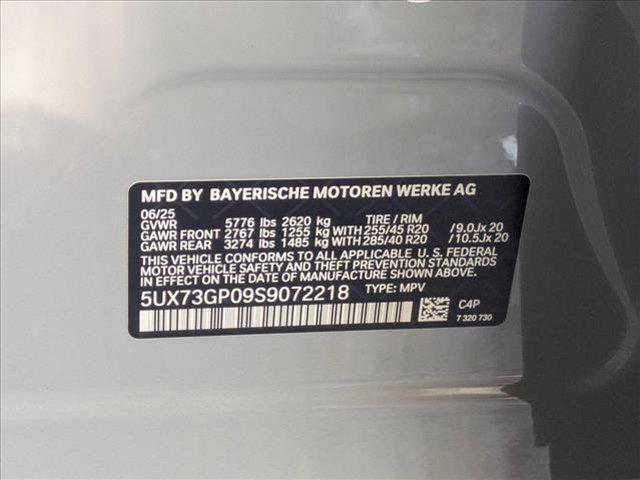 MFD BY BAYERISCHE MOTOREN WERKE AG
06/25
GVWR 5776 lbs 2620 kg TIRE / RIM
GAWR FRONT 2767 lbs 1255 kg WITH 255/45 R20 /9.0Jx 20
GAWR REAR 3274 lbs 1485 kg WITH 285/40 R20 /10.5Jx 20
THIS VEHICLE CONFORMS TO ALL APPLICABLE U. S. FEDERAL
MOTOR VEHICLE SAFETY, BUMPER, AND THEFT PREVENTION
STANDARDS IN EFFECT ON THE DATE OF MANUFACTURE SHOWN ABOVE.
5UX73GP09S9072218 TYPE: MPV
C4P
7 320 730